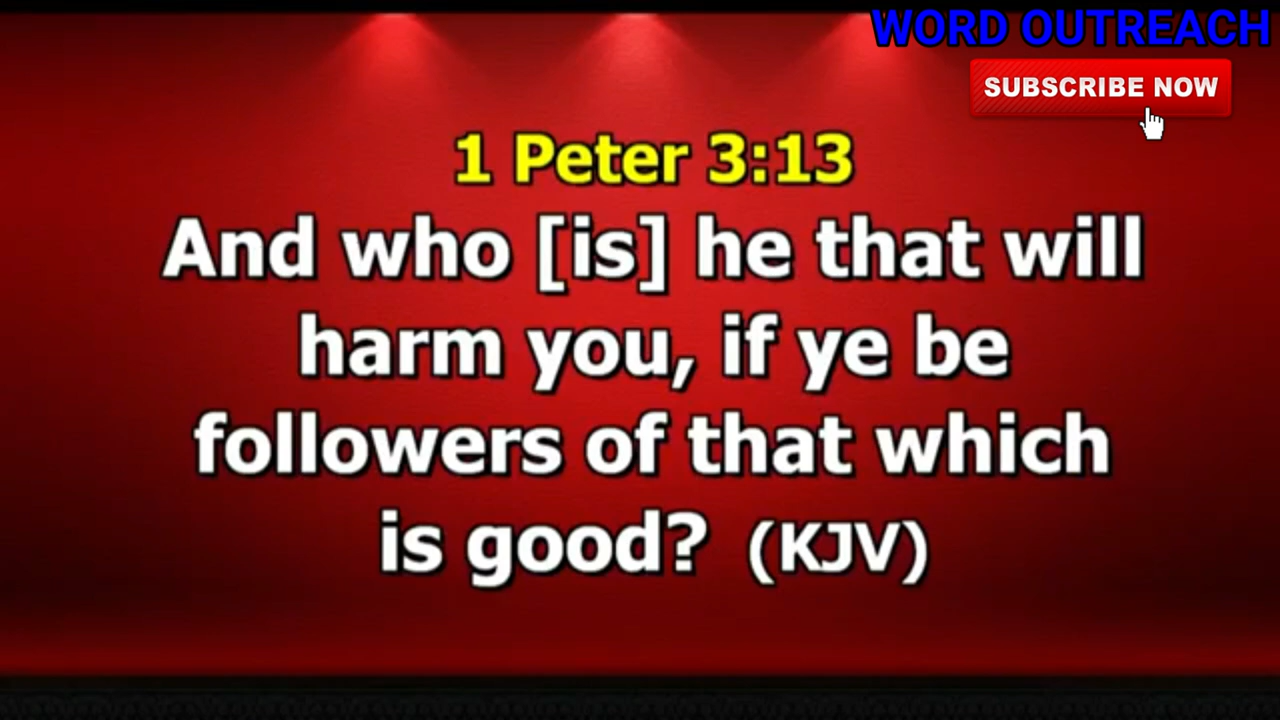 WORD OUTREACH
SUBSCRIBE NOW
1 Peter 3:13
And who [is] he that will
harm you, if ye be
followers of that which
is good? (KJV)